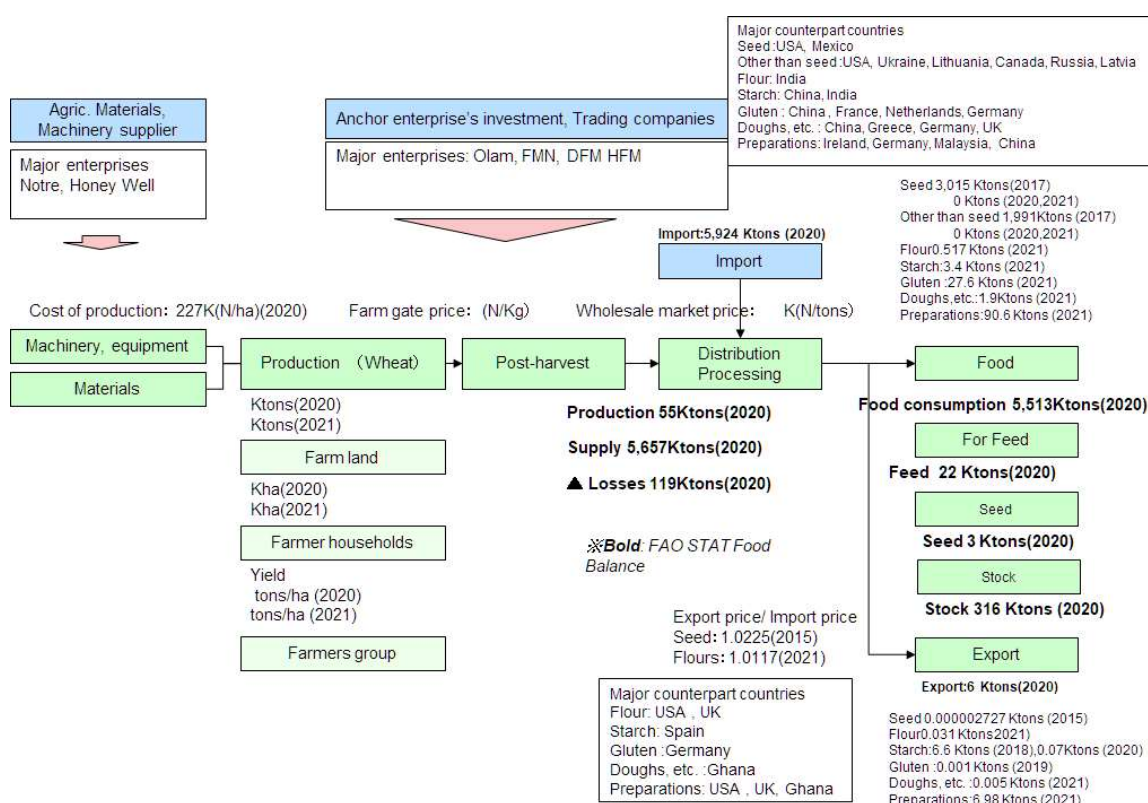 Major counterpart countries
Seed :USA, Mexico
Other than seed :USA, Ukraine, Lithuania, Canada, Russia, Latvia
Flour: India
Starch: China, India
Gluten : China , France, Netherlands, Germany
Doughs, etc. : China, Greece, Germany, UK
Preparations: Ireland, Germany, Malaysia, China
Agric. Materials,
Machinery supplier
Major enterprises
Notre, Honey Well
Anchor enterprise's investment, Trading companies
Major enterprises: Olam, FMN, DFM HFM
Seed 3,015 Ktons(2017)
0 Ktons (2020,2021)
Other than seed 1,991Ktons (2017)
0 Ktons (2020,2021)
Flour0.517 Ktons (2021)
Starch:3.4 Ktons (2021)
Gluten :27.6 Ktons (2021)
Doughs,etc.:1.9Ktons(2021)
Preparations:90.6 Ktons (2021)
Import:5,924 Ktons (2020)
Import
Cost of production: 227K(N/ha)(2020)
Farm gate price: (N/Kg)
Wholesale market price: K(N/tons)
Machinery, equipment
Materials
Production （Wheat）
Post-harvest
Distribution
Processing
Food
Ktons(2020)
Ktons(2021)
Farm land
Kha(2020)
Kha(2021)
Farmer households
Yield
tons/ha (2020)
tons/ha (2021)
Farmers group
Production 55Ktons(2020)
Supply 5,657Ktons(2020)
▲ Losses 119Ktons(2020)
※Bold: FAO STAT Food
Balance
Food consumption 5,513Ktons(2020)
For Feed
Feed 22 Ktons(2020)
Seed
Seed 3 Ktons(2020)
Stock
Stock 316 Ktons (2020)
Export price/ Import price
Seed: 1.0225(2015)
Flours: 1.0117(2021)
Export
Export:6 Ktons(2020)
Major counterpart countries
Flour: USA , UK
Starch: Spain
Gluten :Germany
Doughs, etc. :Ghana
Preparations: USA , UK, Ghana
Seed 0.000002727 Ktons (2015)
Flour0.031 Ktons2021)
Starch:6.6 Ktons (2018),0.07Ktons (2020)
Gluten :0.001 Ktons (2019)
Doughs, etc. :0.005 Ktons (2021)
Preparations:6.98 Ktons (2021)